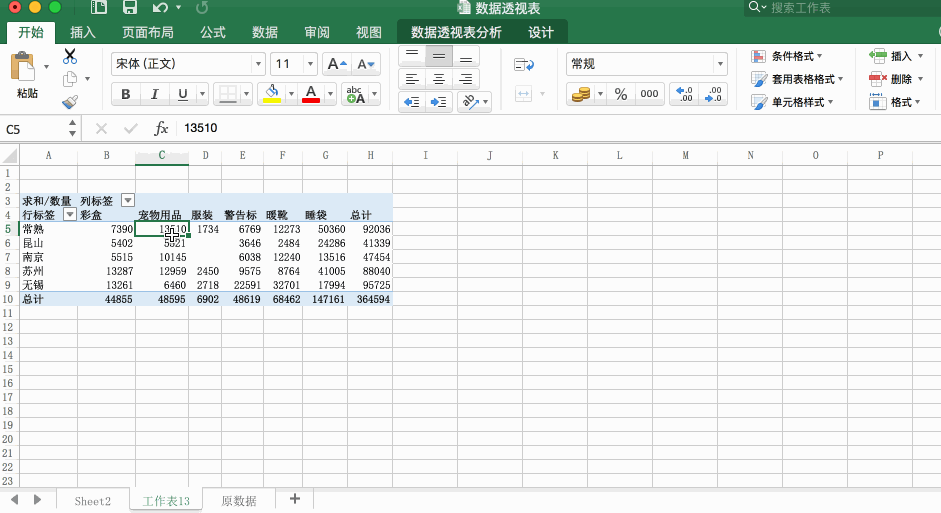 数据透视表
搜索工作表
开始 插入 页面布局 公式 数据 审阅 视图 数据透视表分析 设计
粘贴
宋体 (正文) 11 A A
B I U A abc A
常规
% 000 .0 .00 .00 .0
条件格式
套用表格格式
单元格样式
插入
删除
格式
C5 fx 13510
A B C D E F G H I J K L M N O P
1
2
3 求和/数量 列标签
4 行标签 彩盒 宠物用品 服装 警告标 暖靴 睡袋 总计
5 常熟 7390 13510 1734 6769 12273 50360 92036
6 昆山 5402 5321 3646 2484 24286 41339
7 南京 5515 10145 6038 12240 13516 47454
8 苏州 13287 12959 2450 9575 8764 41005 88040
9 无锡 13261 6460 2718 22591 32701 17994 95725
10 总计 44855 48595 6902 48619 68462 147161 364594
11
12
13
14
15
16
17
18
19
20
21
22
23
Sheet2 工作表13 原数据 +